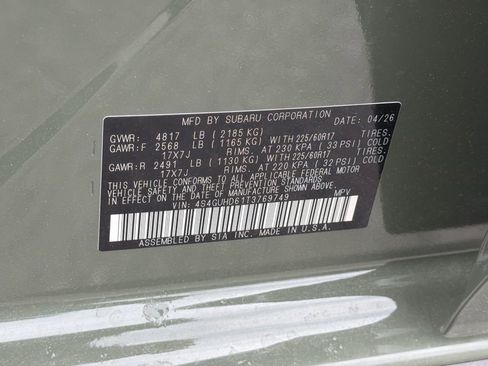 MFD. BY SUBARU CORPORATION DATE: 04/26
GVWR: 4817 LB ( 2185 KG)
GAWR:F 2568 LB ( 1165 KG) WITH 225/60R17 TIRES.
17X7J RIMS. AT 230 KPA ( 33 PSI) COLD
GAWR:R 2491 LB ( 1130 KG) WITH 225/60R17 TIRES.
17X7J RIMS. AT 220 KPA ( 32 PSI) COLD
THIS VEHICLE CONFORMS TO ALL APPLICABLE FEDERAL MOTOR
VEHICLE SAFETY AND THEFT PREVENTION STANDARDS IN
EFFECT ON THE DATE OF MANUFACTURE SHOWN ABOVE.
VIN: 4S4GUHD61T3769749 MPV
ASSEMBLED BY SIA INC. MADE IN U.S.A.